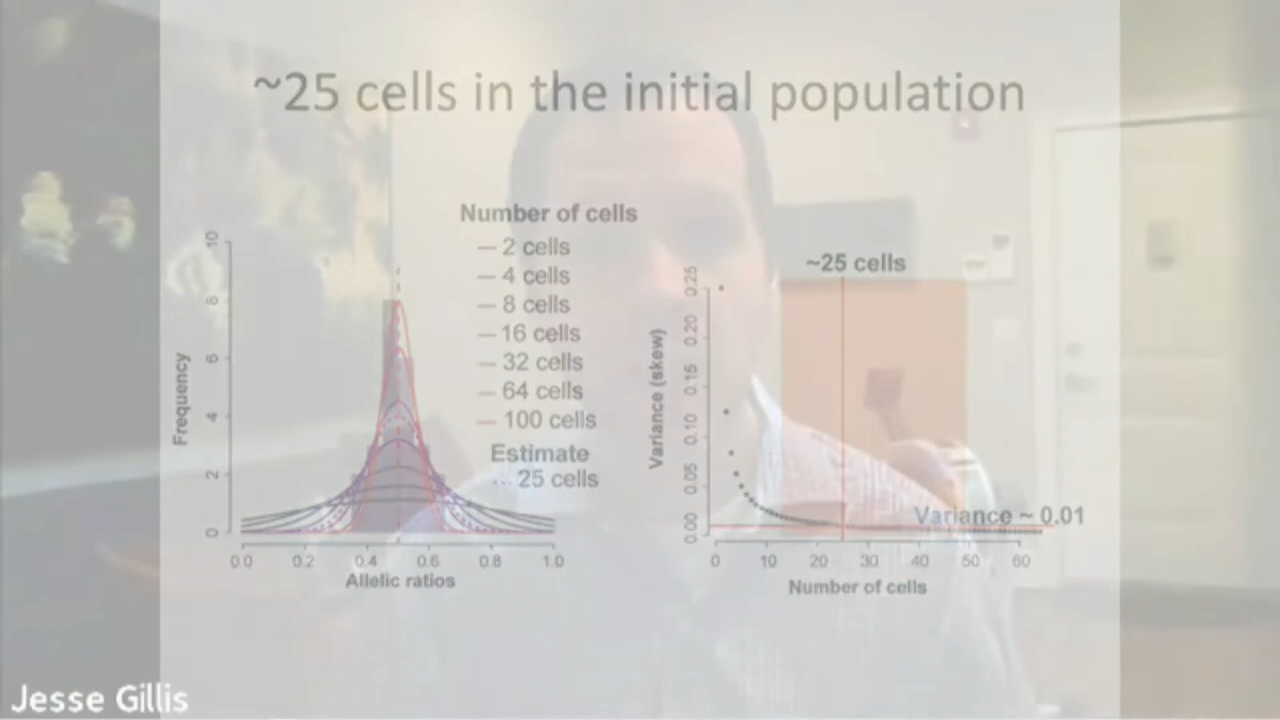 ~25 cells in the initial population
Number of cells
2 cells
4 cells
8 cells
16 cells
32 cells
64 cells
100 cells
Estimate
25 cells
Frequency
0 2 4 6 8 10
0.0 0.2 0.4 0.6 0.8 1.0
Allelic ratios
~25 cells
Variance (skew)
0.00 0.05 0.10 0.15 0.20 0.25
Variance ~ 0.01
0 10 20 30 40 50 60
Number of cells
Jesse Gillis